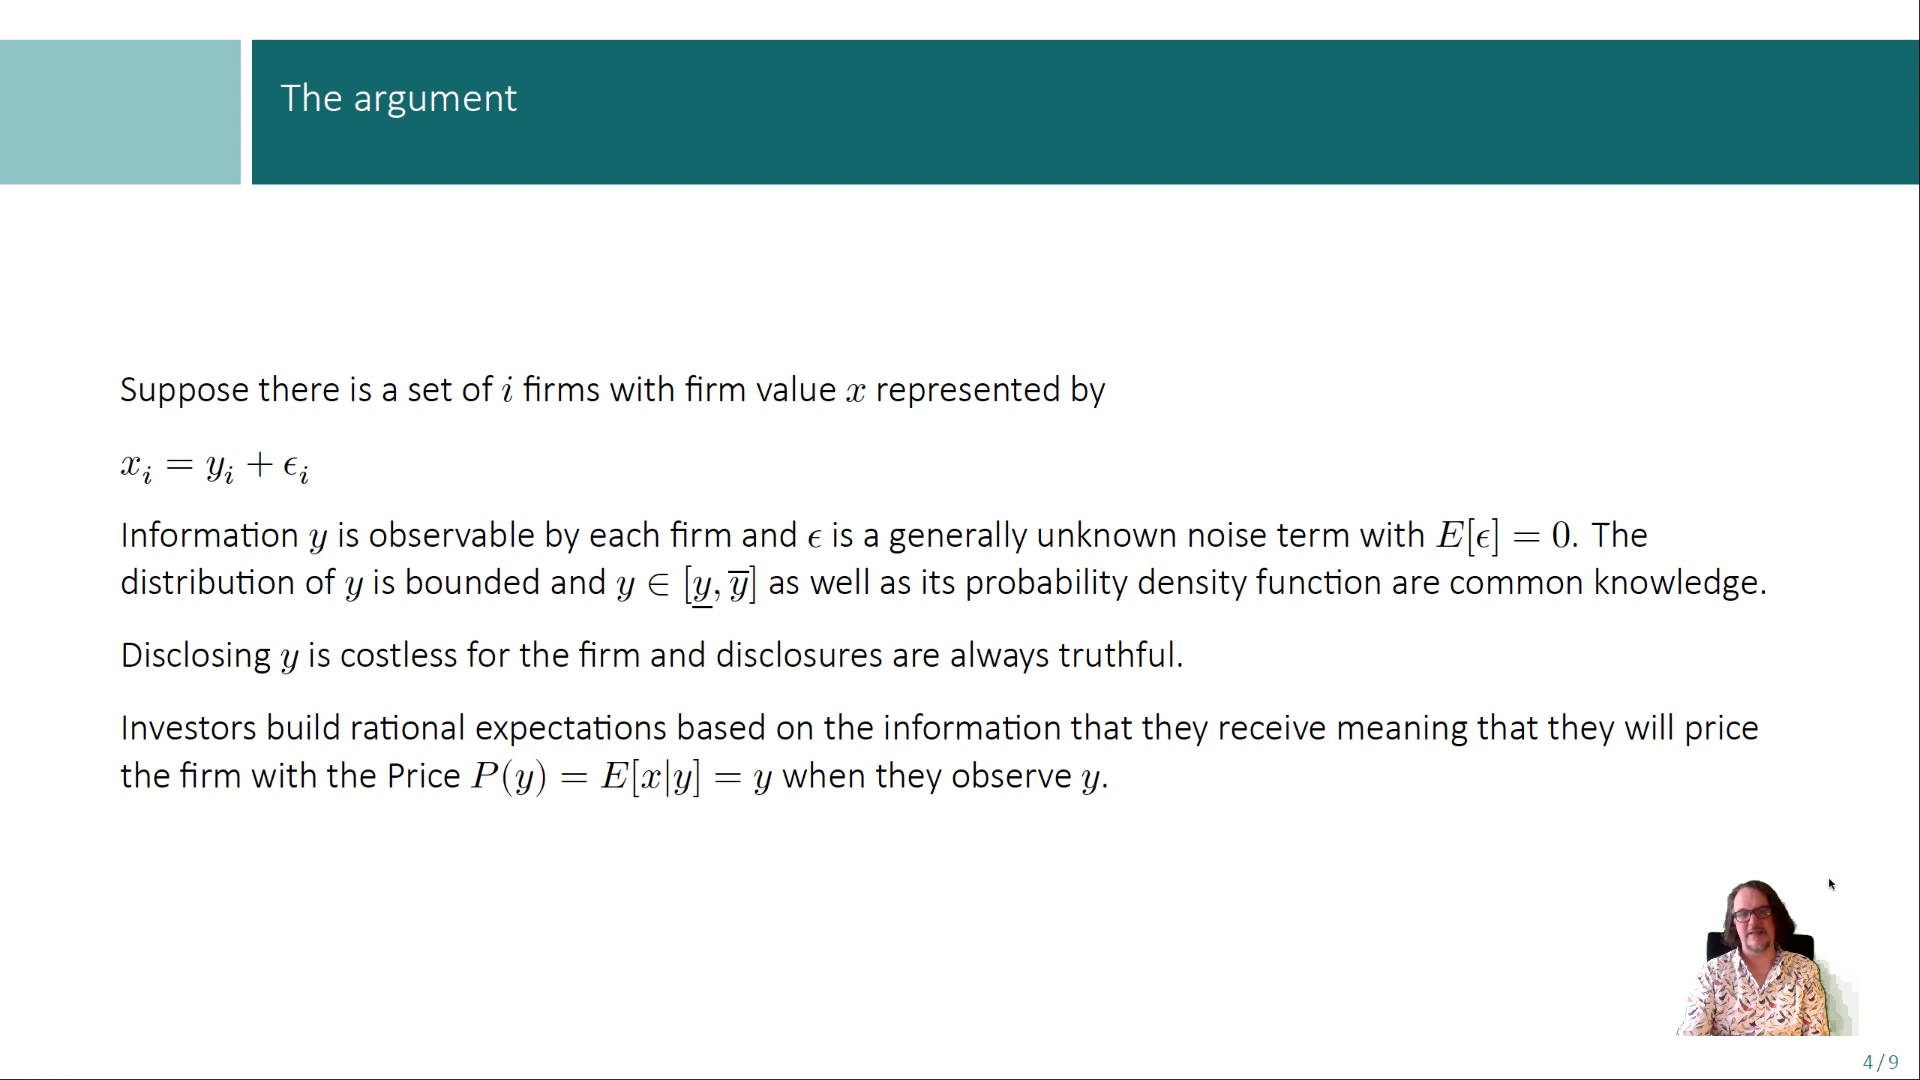 The argument
Suppose there is a set of i firms with firm value x represented by
xᵢ = yᵢ + ϵᵢ
Information y is observable by each firm and ϵ is a generally unknown noise term with E[ϵ] = 0. The
distribution of y is bounded and y ∈ [y̲, y̅] as well as its probability density function are common knowledge.
Disclosing y is costless for the firm and disclosures are always truthful.
Investors build rational expectations based on the information that they receive meaning that they will price
the firm with the Price P(y) = E[x|y] = y when they observe y.
4/9